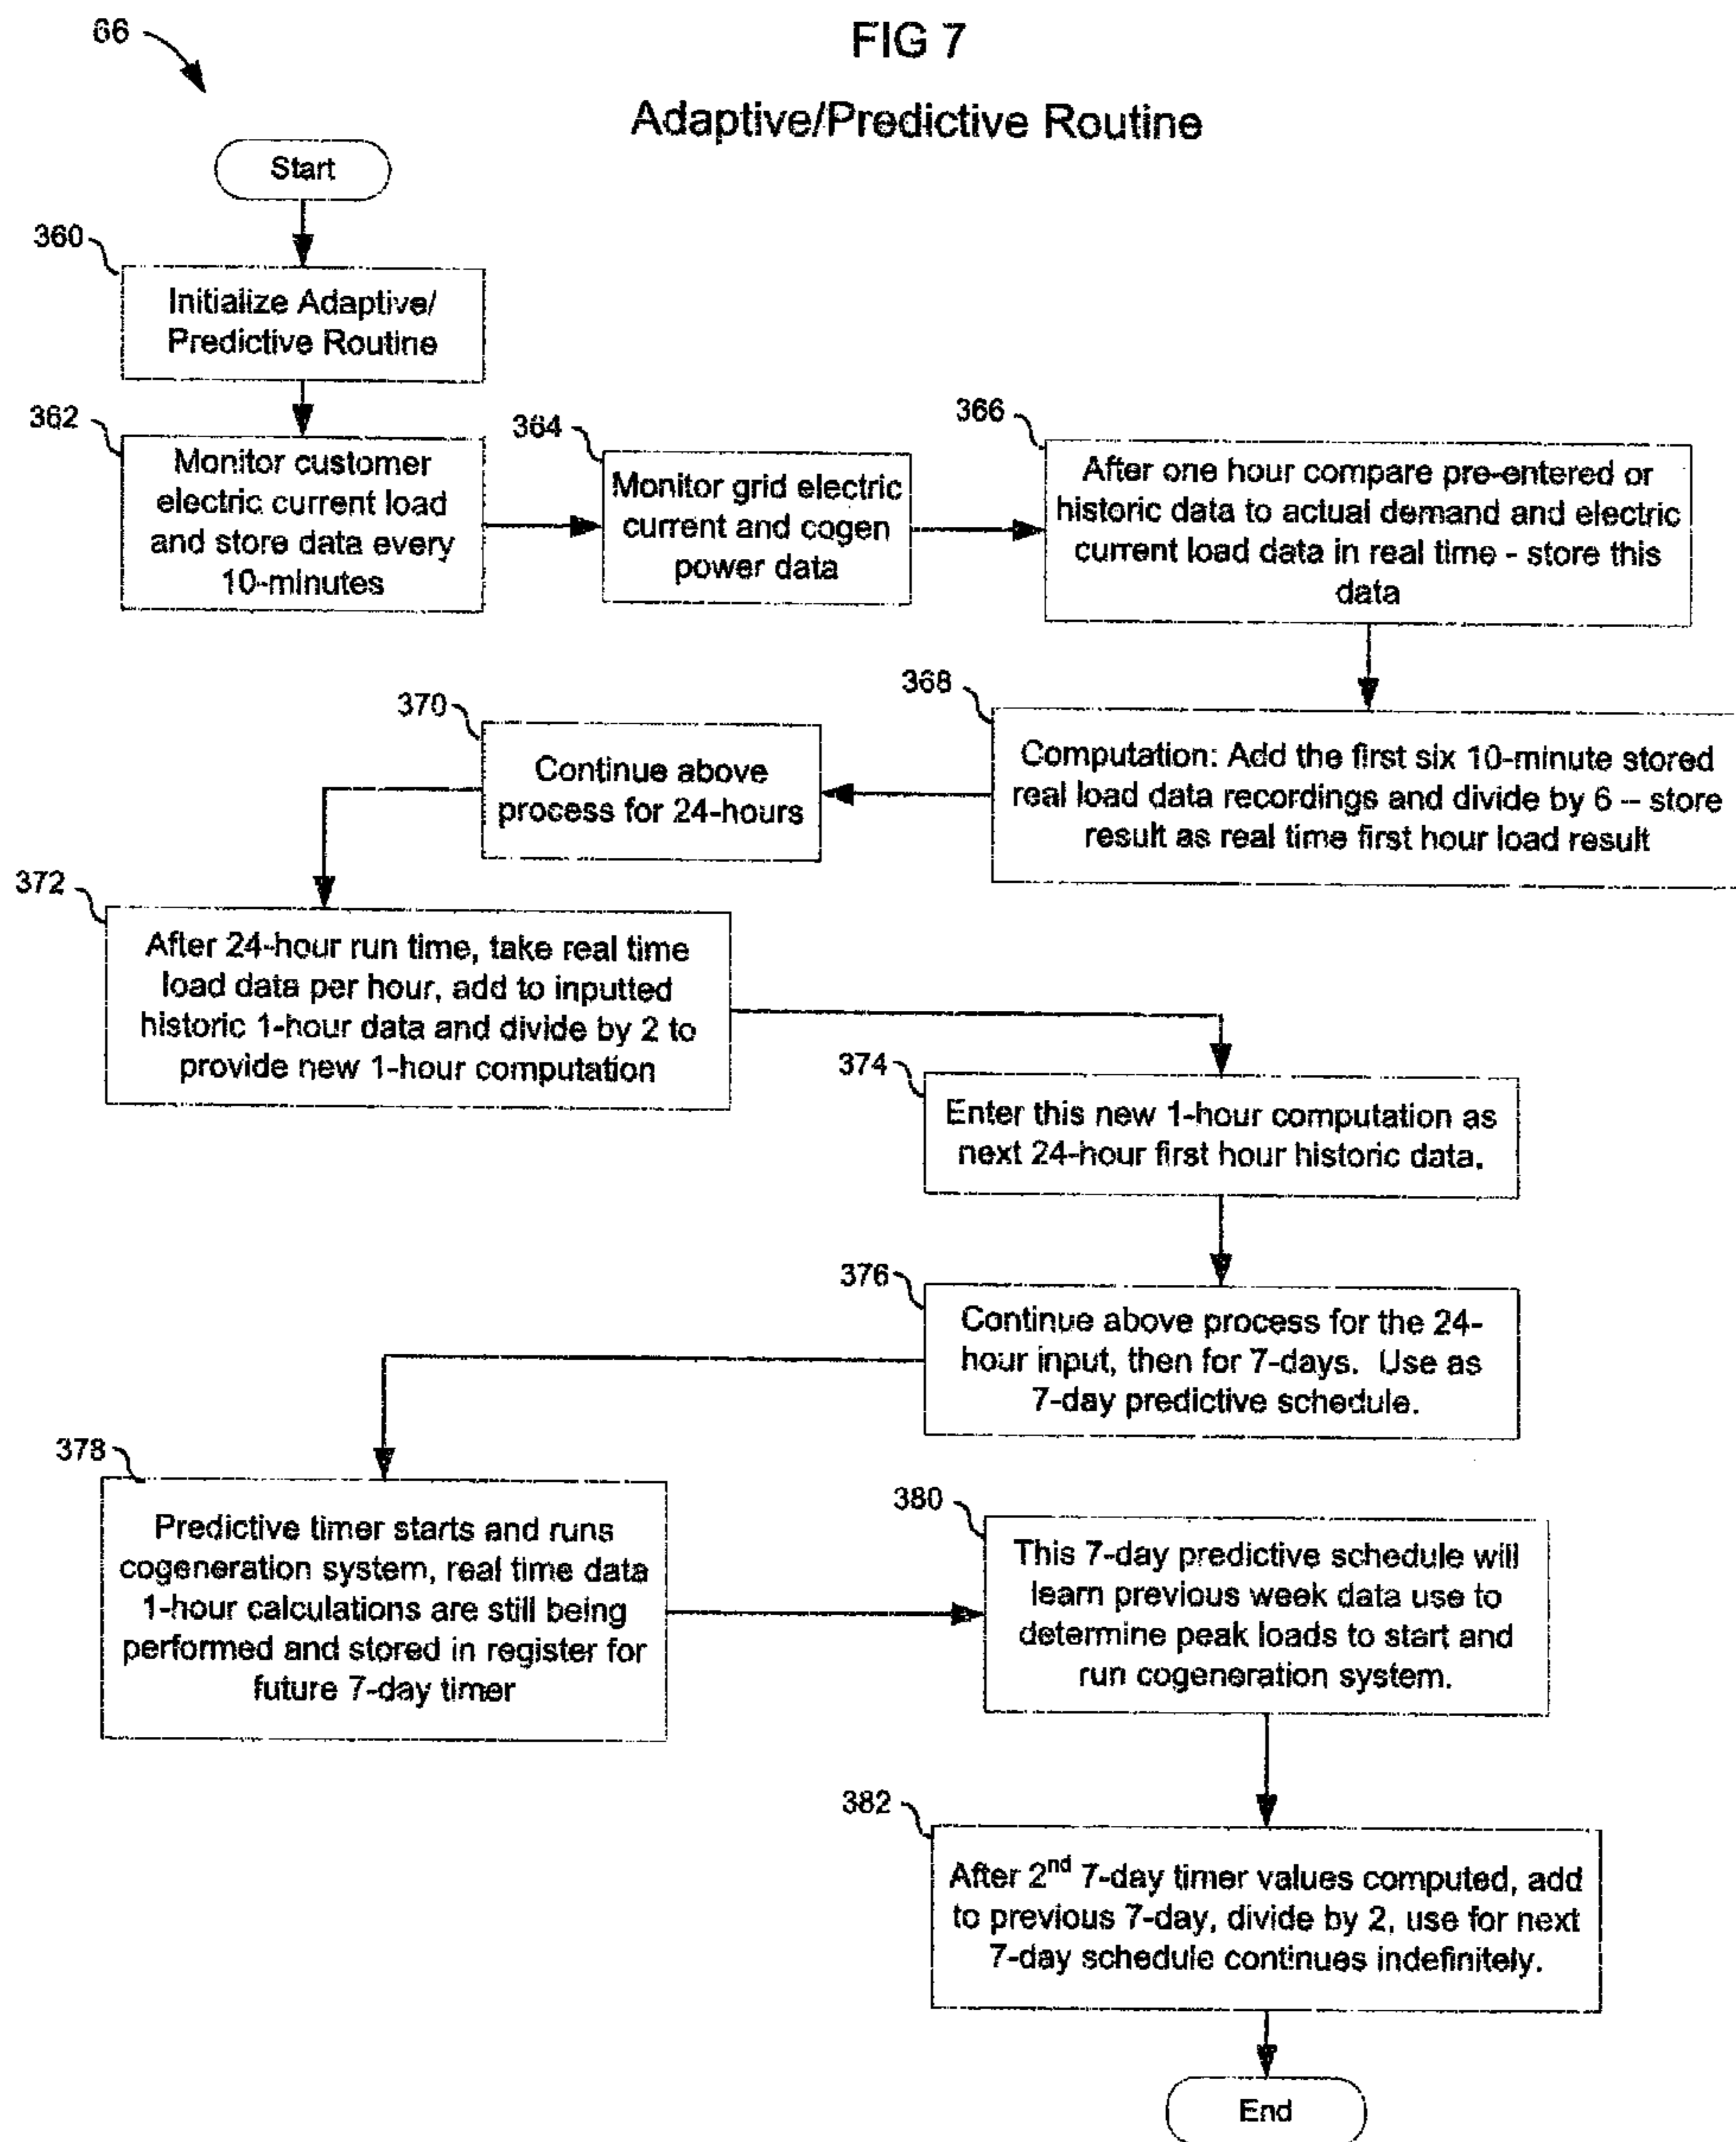 66
FIG 7
Adaptive/Predictive Routine
Start
360
Initialize Adaptive/
Predictive Routine
362
Monitor customer
electric current load
and store data every
10-minutes
364
Monitor grid electric
current and cogen
power data
366
After one hour compare pre-entered or
historic data to actual demand and electric
current load data in real time - store this
data
368
Computation: Add the first six 10-minute stored
real load data recordings and divide by 6 -- store
result as real time first hour load result
370
Continue above
process for 24-hours
372
After 24-hour run time, take real time
load data per hour, add to inputted
historic 1-hour data and divide by 2 to
provide new 1-hour computation
374
Enter this new 1-hour computation as
next 24-hour first hour historic data.
376
Continue above process for the 24-
hour input, then for 7-days. Use as
7-day predictive schedule.
378
Predictive timer starts and runs
cogeneration system, real time data
1-hour calculations are still being
performed and stored in register for
future 7-day timer
380
This 7-day predictive schedule will
learn previous week data use to
determine peak loads to start and
run cogeneration system.
382
After 2nd 7-day timer values computed, add
to previous 7-day, divide by 2, use for next
7-day schedule continues indefinitely.
End